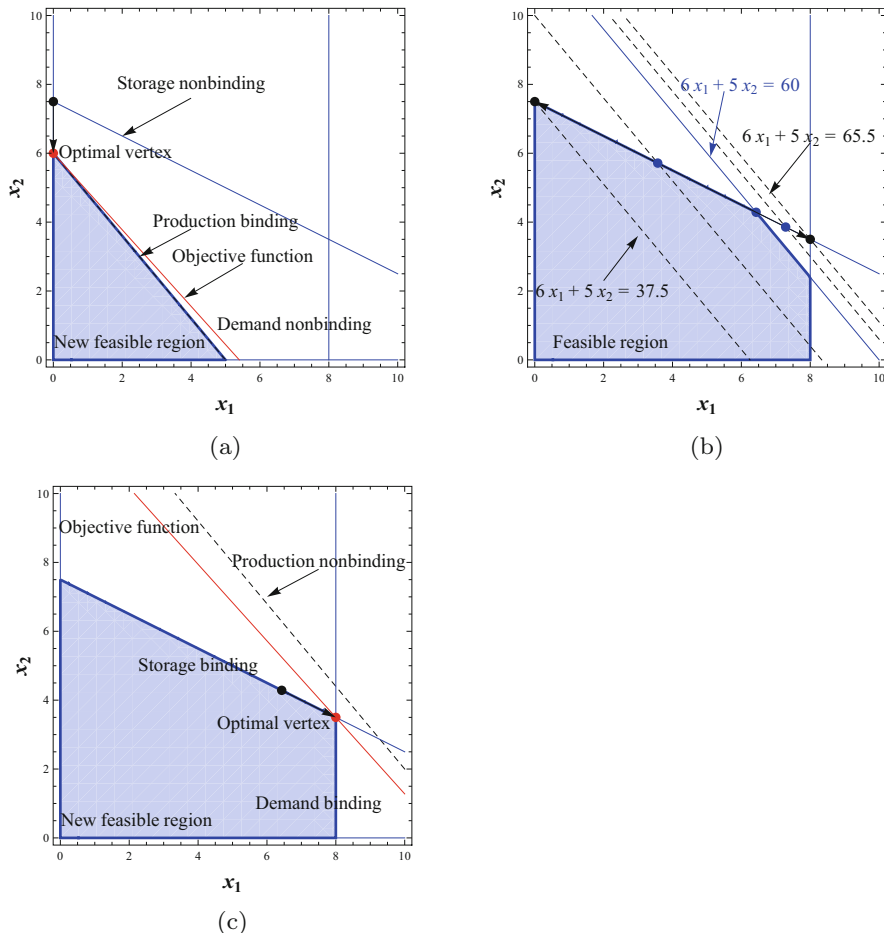 10
8
6
4
2
0
x₂
Storage nonbinding
Optimal vertex
Production binding
Objective function
Demand nonbinding
New feasible region
0 2 4 6 8 10
x₁
(a)
10
8
6
4
2
0
x₂
6 x₁ + 5 x₂ = 60
6 x₁ + 5 x₂ = 65.5
6 x₁ + 5 x₂ = 37.5
Feasible region
0 2 4 6 8 10
x₁
(b)
10
8
6
4
2
0
x₂
Objective function
Production nonbinding
Storage binding
Optimal vertex
Demand binding
New feasible region
0 2 4 6 8 10
x₁
(c)